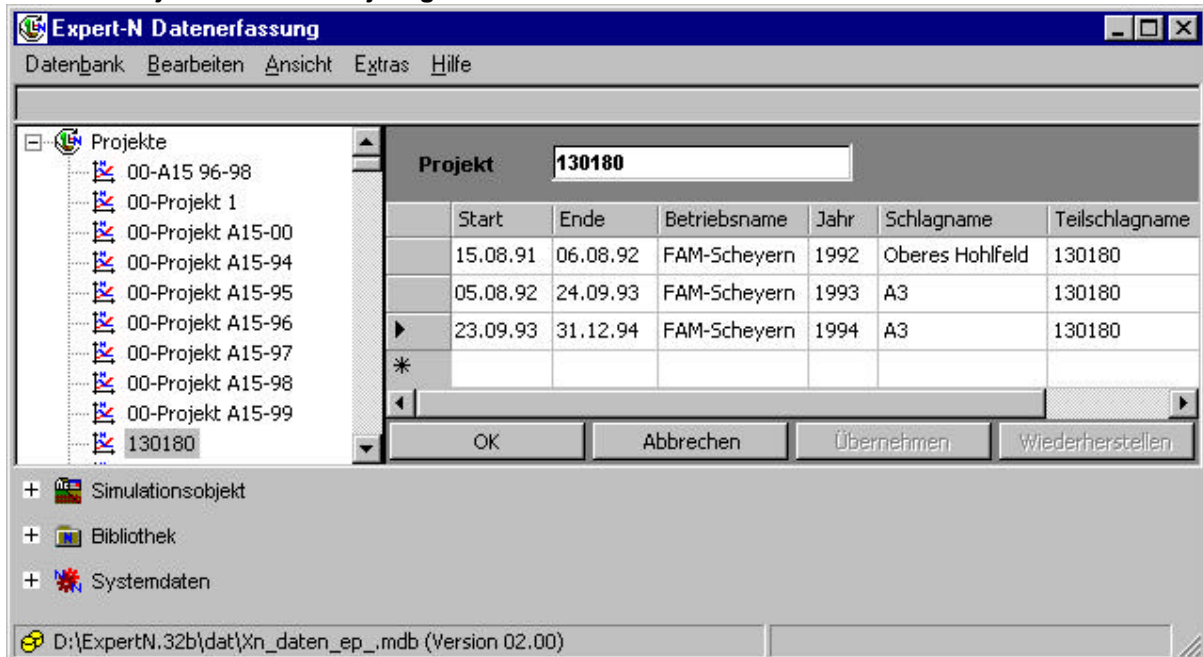 Expert-N Datenerfassung
Datenbank Bearbeiten Ansicht Extras Hilfe
Projekte
00-A15 96-98
00-Projekt 1
00-Projekt A15-00
00-Projekt A15-94
00-Projekt A15-95
00-Projekt A15-96
00-Projekt A15-97
00-Projekt A15-98
00-Projekt A15-99
130180
Projekt 130180
Start Ende Betriebsname Jahr Schlagname Teilschlagname
15.08.91 06.08.92 FAM-Scheyern 1992 Oberes Hohlfeld 130180
05.08.92 24.09.93 FAM-Scheyern 1993 A3 130180
23.09.93 31.12.94 FAM-Scheyern 1994 A3 130180
OK Abbrechen Übernehmen Wiederherstellen
Simulationsobjekt
Bibliothek
Systemdaten
D:\ExpertN.32b\dat\Xn_daten_ep_.mdb (Version 02.00)